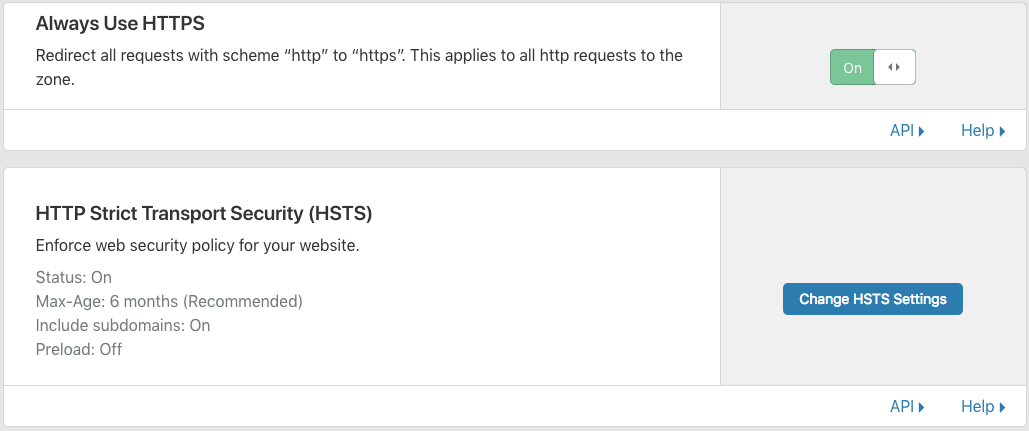 Always Use HTTPS
Redirect all requests with scheme “http” to “https”. This applies to all http requests to the
zone.
On
API
Help
HTTP Strict Transport Security (HSTS)
Enforce web security policy for your website.
Status: On
Max-Age: 6 months (Recommended)
Include subdomains: On
Preload: Off
Change HSTS Settings
API
Help